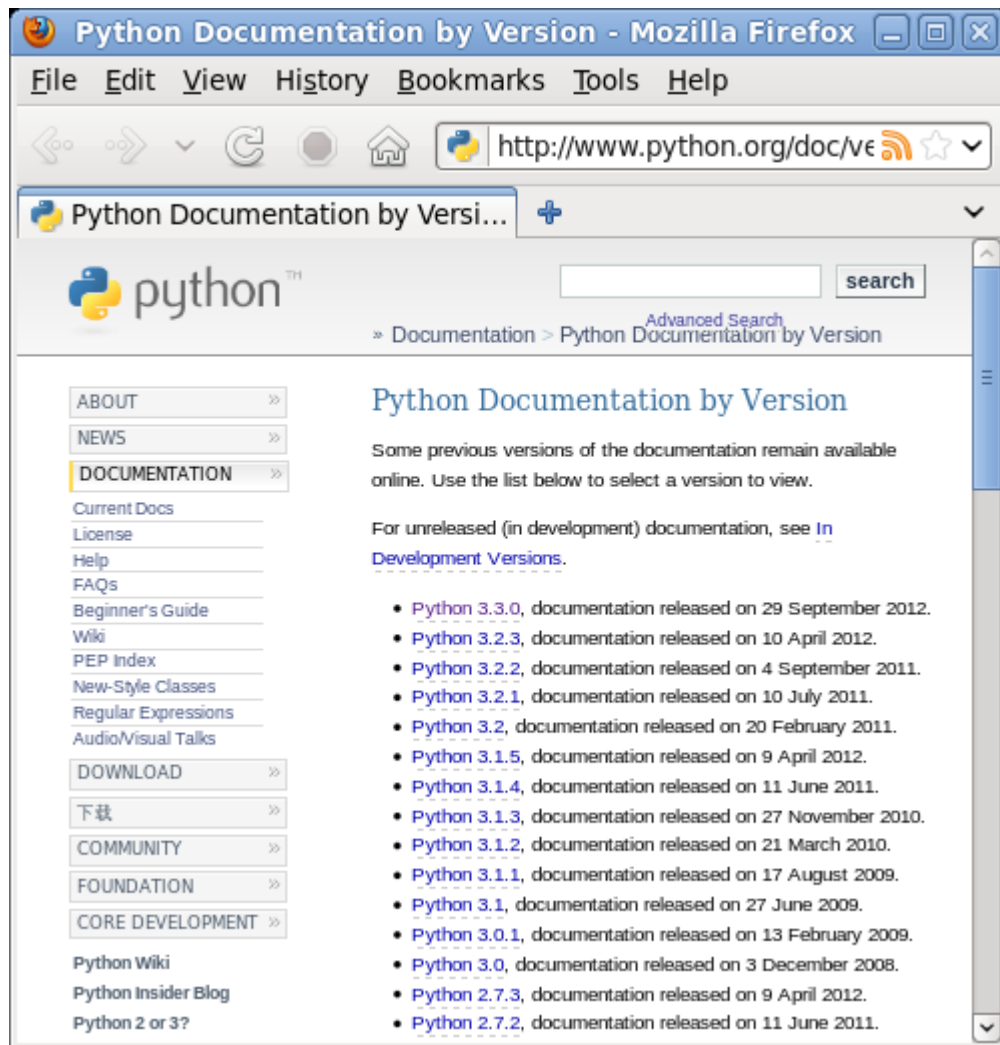 Python Documentation by Version - Mozilla Firefox
File Edit View History Bookmarks Tools Help
http://www.python.org/doc/ve
Python Documentation by Versi...
python™
search
Advanced Search
» Documentation > Python Documentation by Version
ABOUT »
NEWS »
DOCUMENTATION »
Current Docs
License
Help
FAQs
Beginner's Guide
Wiki
PEP Index
New-Style Classes
Regular Expressions
Audio/Visual Talks
DOWNLOAD »
下载 »
COMMUNITY »
FOUNDATION »
CORE DEVELOPMENT »
Python Wiki
Python Insider Blog
Python 2 or 3?
Python Documentation by Version
Some previous versions of the documentation remain available
online. Use the list below to select a version to view.
For unreleased (in development) documentation, see In
Development Versions.
• Python 3.3.0, documentation released on 29 September 2012.
• Python 3.2.3, documentation released on 10 April 2012.
• Python 3.2.2, documentation released on 4 September 2011.
• Python 3.2.1, documentation released on 10 July 2011.
• Python 3.2, documentation released on 20 February 2011.
• Python 3.1.5, documentation released on 9 April 2012.
• Python 3.1.4, documentation released on 11 June 2011.
• Python 3.1.3, documentation released on 27 November 2010.
• Python 3.1.2, documentation released on 21 March 2010.
• Python 3.1.1, documentation released on 17 August 2009.
• Python 3.1, documentation released on 27 June 2009.
• Python 3.0.1, documentation released on 13 February 2009.
• Python 3.0, documentation released on 3 December 2008.
• Python 2.7.3, documentation released on 9 April 2012.
• Python 2.7.2, documentation released on 11 June 2011.